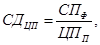 СД_ЦП = СП_Ф / ЦП_П ,